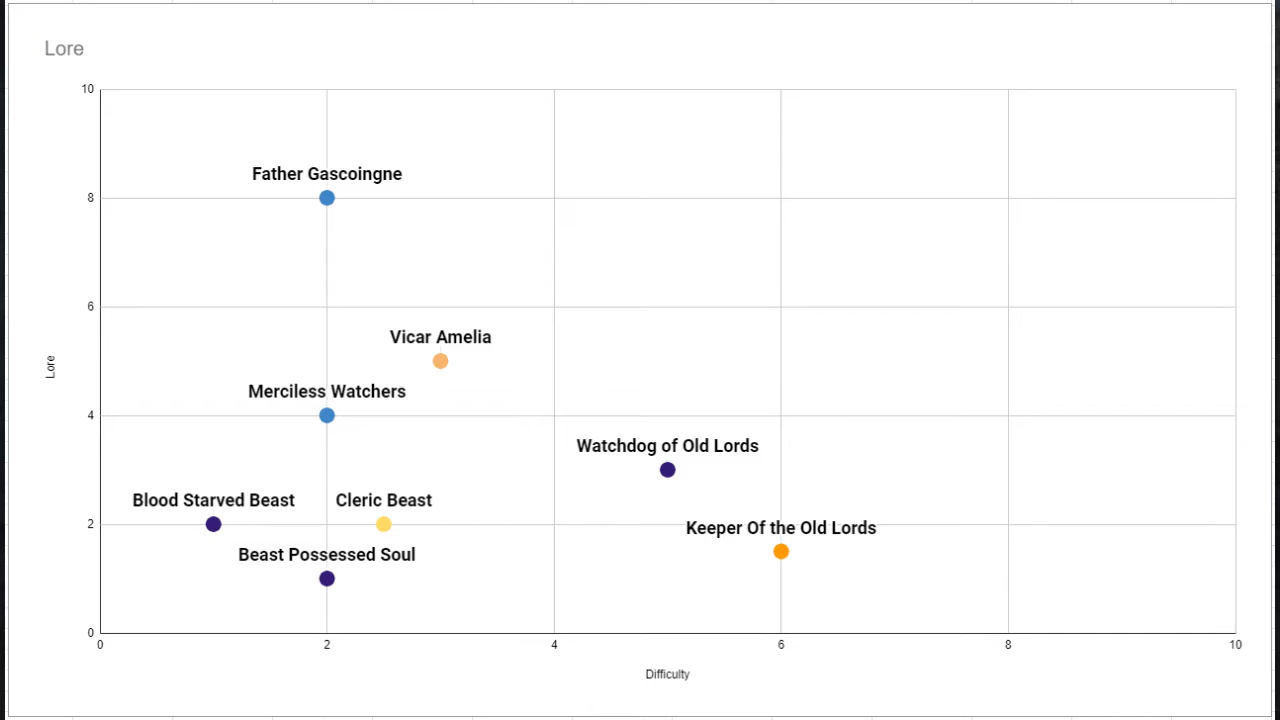 Lore
10
Father Gascoingne
8
6
Vicar Amelia
Lore
Merciless Watchers
4
Watchdog of Old Lords
Blood Starved Beast
Cleric Beast
2
Keeper Of the Old Lords
Beast Possessed Soul
0
0 2 4 6 8 10
Difficulty